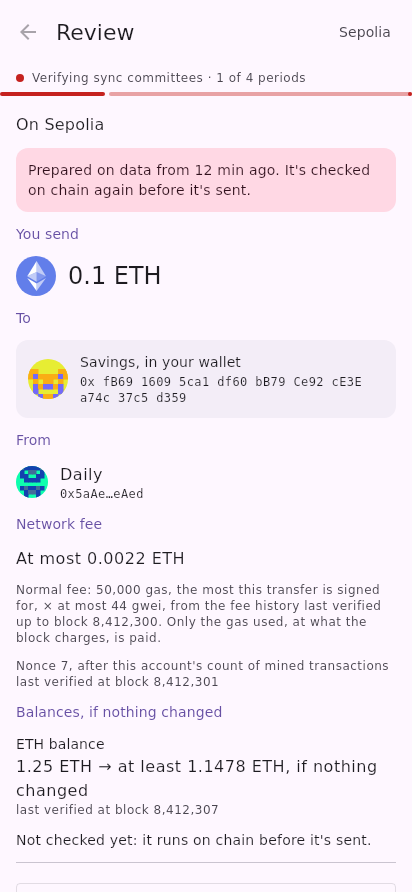 Review
Sepolia
Verifying sync committees · 1 of 4 periods
On Sepolia
Prepared on data from 12 min ago. It's checked
on chain again before it's sent.
You send
0.1 ETH
To
Savings, in your wallet
0x fB69 1609 5ca1 df60 bB79 Ce92 cE3E
a74c 37c5 d359
From
Daily
0x5aAe…eAed
Network fee
At most 0.0022 ETH
Normal fee: 50,000 gas, the most this transfer is signed
for, × at most 44 gwei, from the fee history last verified
up to block 8,412,300. Only the gas used, at what the
block charges, is paid.
Nonce 7, after this account's count of mined transactions
last verified at block 8,412,301
Balances, if nothing changed
ETH balance
1.25 ETH → at least 1.1478 ETH, if nothing
changed
last verified at block 8,412,307
Not checked yet: it runs on chain before it's sent.